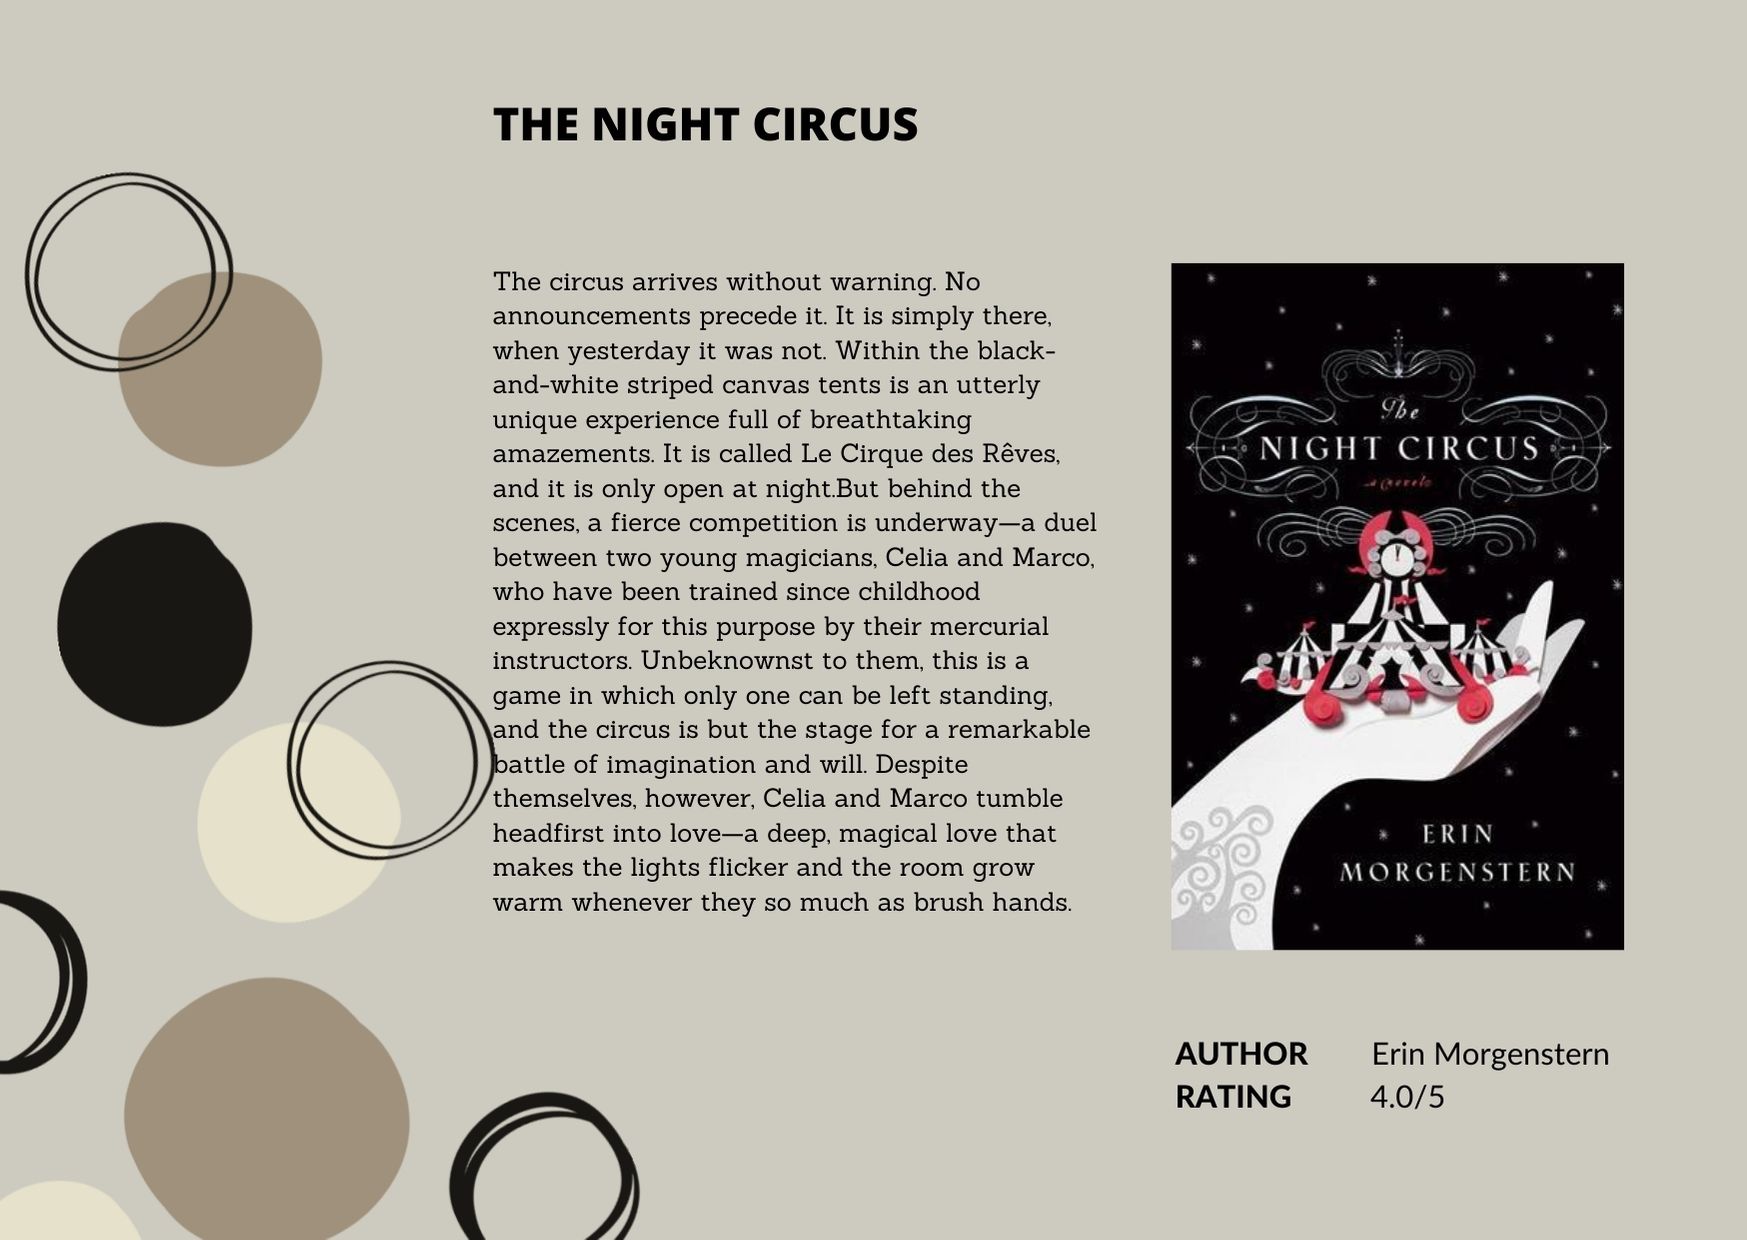 THE NIGHT CIRCUS
The circus arrives without warning. No
announcements precede it. It is simply there,
when yesterday it was not. Within the black-
and-white striped canvas tents is an utterly
unique experience full of breathtaking
amazements. It is called Le Cirque des Rêves,
and it is only open at night.But behind the
scenes, a fierce competition is underway—a duel
between two young magicians, Celia and Marco,
who have been trained since childhood
expressly for this purpose by their mercurial
instructors. Unbeknownst to them, this is a
game in which only one can be left standing,
and the circus is but the stage for a remarkable
battle of imagination and will. Despite
themselves, however, Celia and Marco tumble
headfirst into love—a deep, magical love that
makes the lights flicker and the room grow
warm whenever they so much as brush hands.
The
NIGHT CIRCUS
a novel
ERIN
MORGENSTERN
AUTHOR Erin Morgenstern
RATING 4.0/5